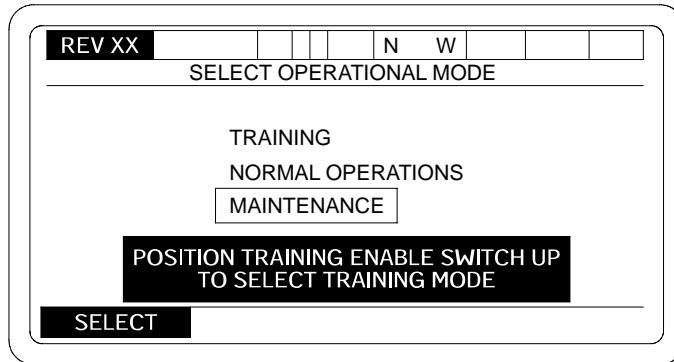 REV XX N W
SELECT OPERATIONAL MODE
TRAINING
NORMAL OPERATIONS
MAINTENANCE
POSITION TRAINING ENABLE SWITCH UP
TO SELECT TRAINING MODE
SELECT